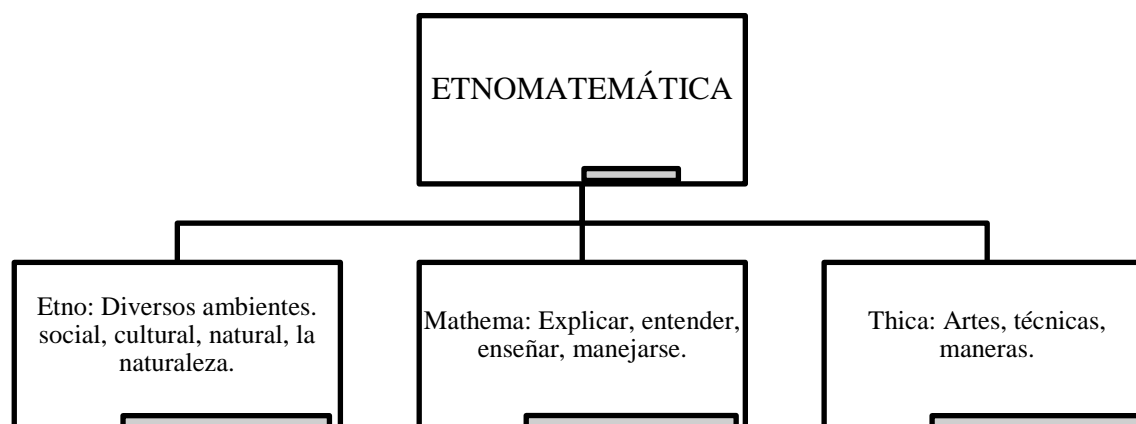 ETNOMATEMÁTICA
Etno: Diversos ambientes.
social, cultural, natural, la
naturaleza.
Mathema: Explicar, entender,
enseñar, manejarse.
Thica: Artes, técnicas,
maneras.